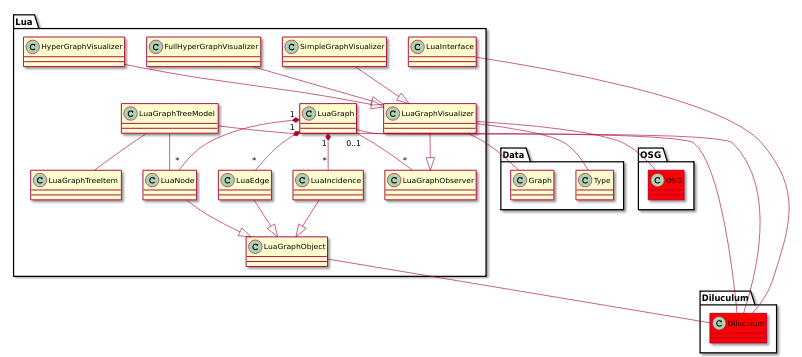 Lua
C HyperGraphVisualizer
C FullHyperGraphVisualizer
C SimpleGraphVisualizer
C LuaInterface
C LuaGraphTreeModel
1
1
C LuaGraph
C LuaGraphVisualizer
1
0..1
*
*
*
*
Data
OSG
C LuaGraphTreeItem
C LuaNode
C LuaEdge
C LuaIncidence
C LuaGraphObserver
C Graph
C Type
C OSG
C LuaGraphObject
Diluculum
C Diluculum